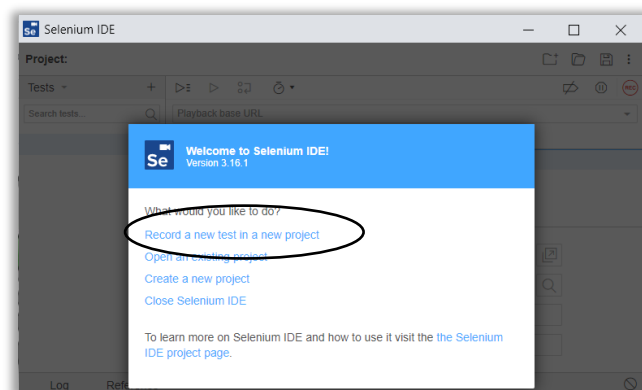 Se Selenium IDE
Project:
Tests
Search tests...
Playback base URL
REC
Se
Welcome to Selenium IDE!
Version 3.16.1
What would you like to do?
Record a new test in a new project
Open an existing project
Create a new project
Close Selenium IDE
To learn more on Selenium IDE and how to use it visit the the Selenium
IDE project page.
Log